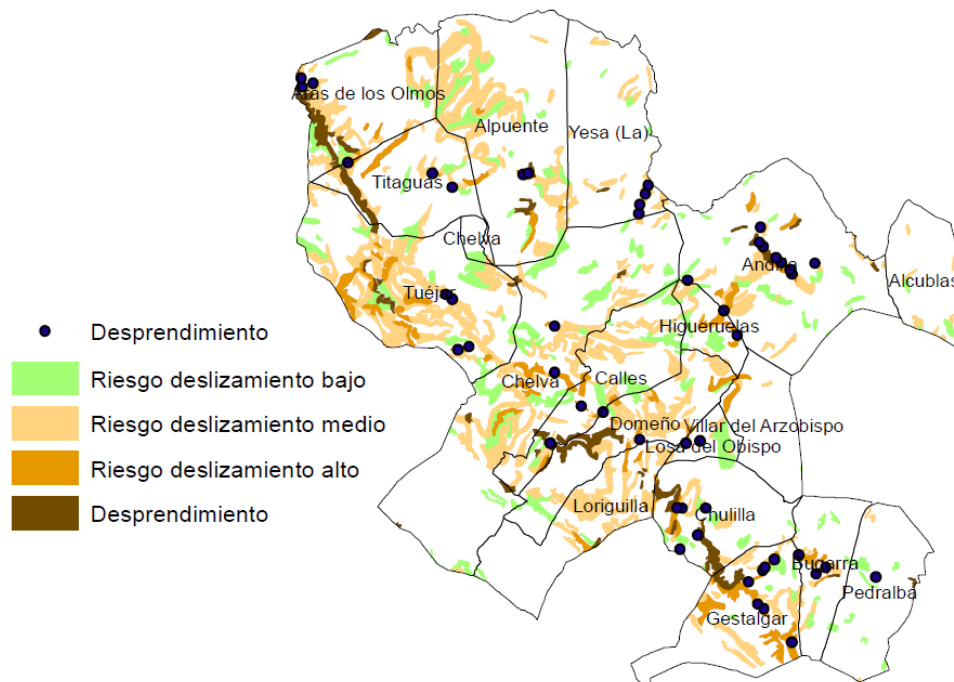 Aras de los Olmos
Alpuente
Yesa (La)
Titaguas
Chelva
Andilla
Alcublas
Tuéjar
Higueruelas
Desprendimiento
Riesgo deslizamiento bajo
Riesgo deslizamiento medio
Riesgo deslizamiento alto
Desprendimiento
Chelva
Calles
Domeño
Villar del Arzobispo
Losa del Obispo
Loriguilla
Chulilla
Bugarra
Pedralba
Gestalgar